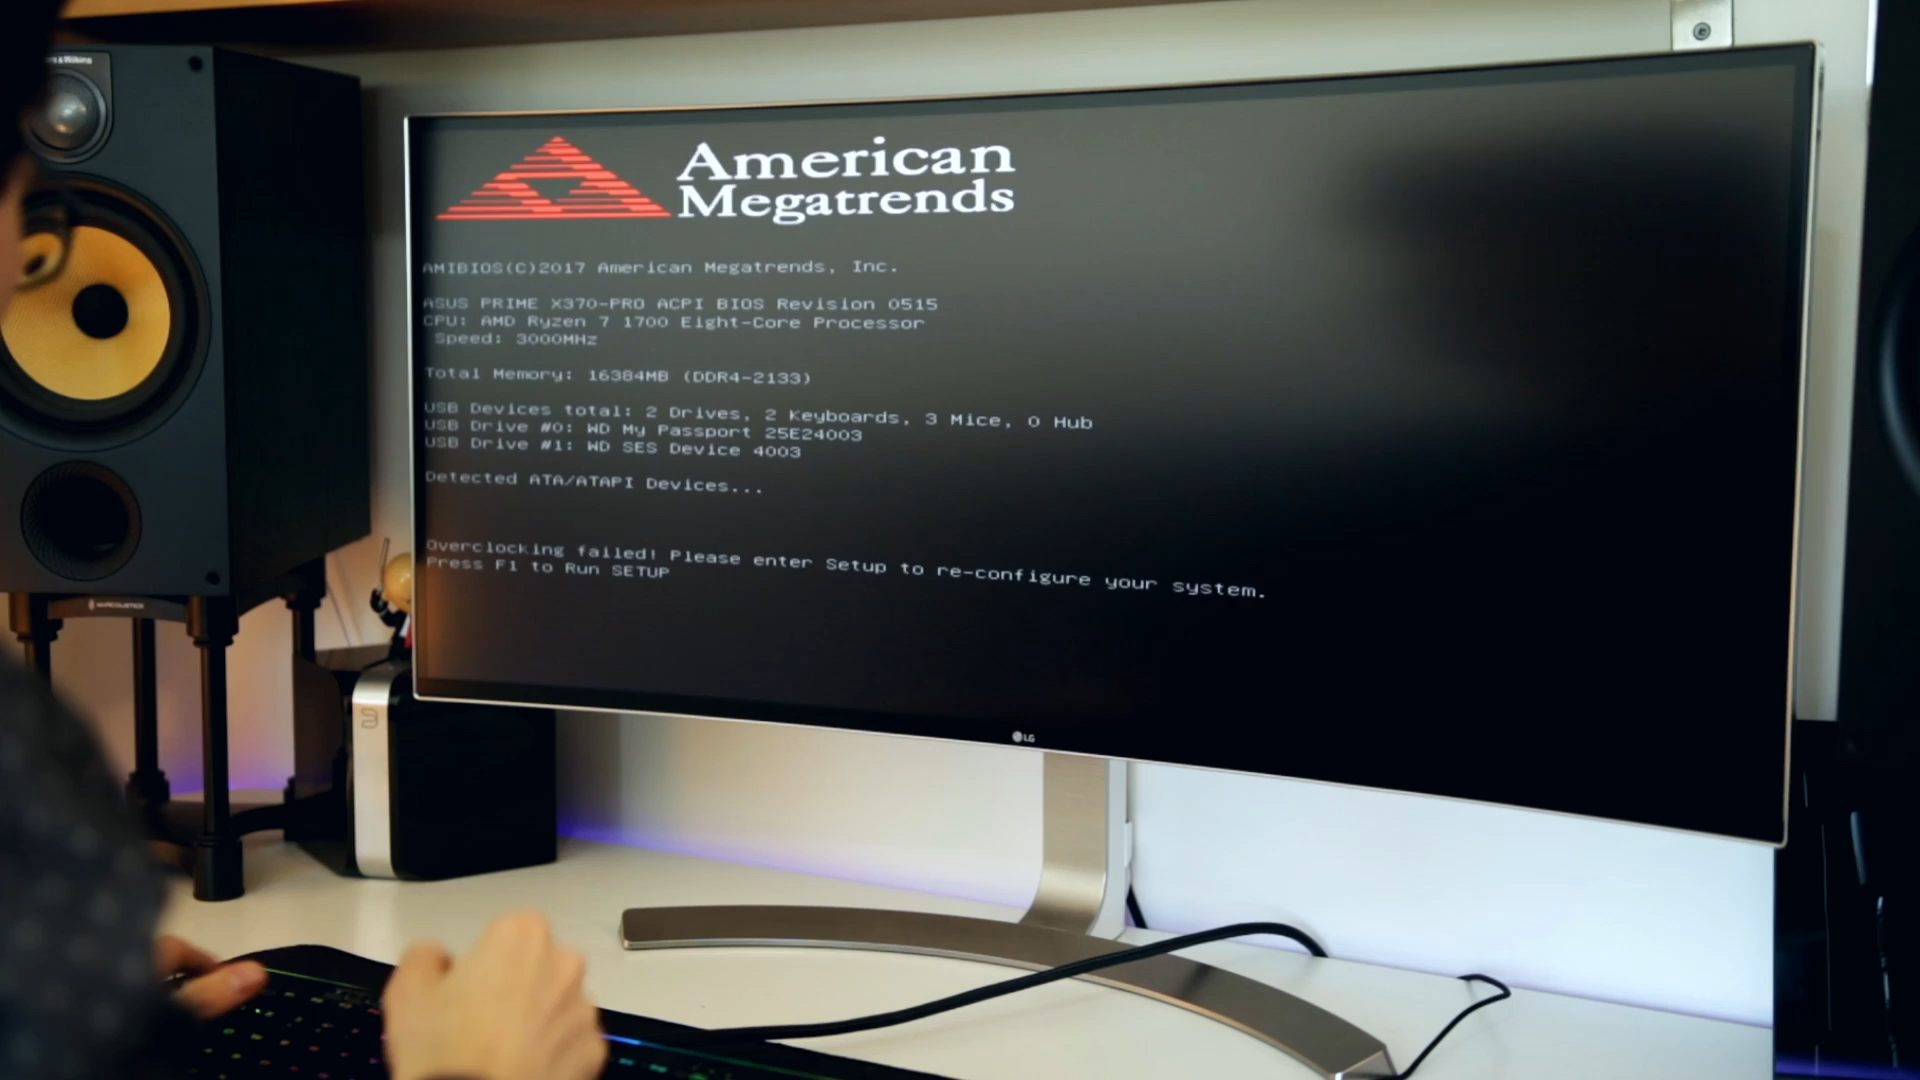 American
Megatrends
AMIBIOS(C)2017 American Megatrends, Inc.
ASUS PRIME X370-PRO ACPI BIOS Revision 0515
CPU: AMD Ryzen 7 1700 Eight-Core Processor
Speed: 3000MHz
Total Memory: 16384MB (DDR4-2133)
USB Devices total: 2 Drives, 2 Keyboards, 3 Mice, 0 Hub
USB Drive #0: WD My Passport 25E24003
USB Drive #1: WD SES Device 4003
Detected ATA/ATAPI Devices...
Overclocking failed! Please enter Setup to re-configure your system.
Press F1 to Run SETUP
LG